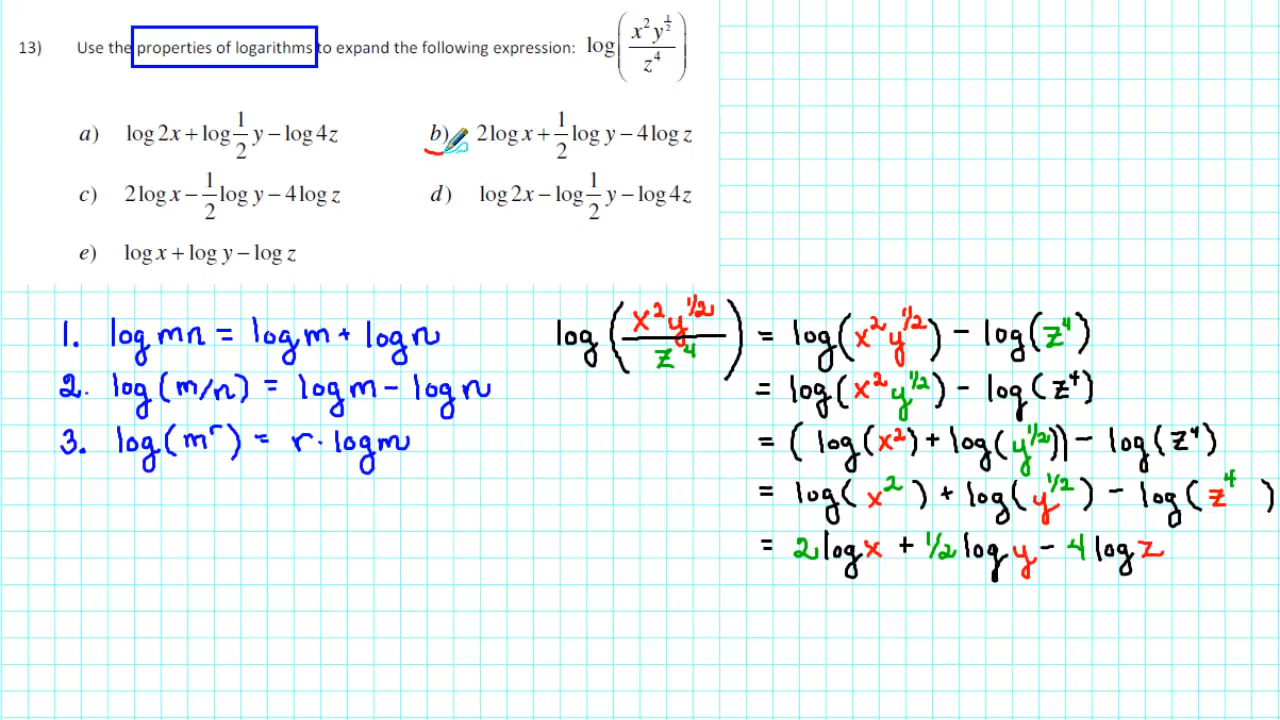 13) Use the properties of logarithms to expand the following expression: log(x²y^½ / z⁴)
a) log 2x + log ½ y − log 4z
b) 2 log x + ½ log y − 4 log z
c) 2 log x − ½ log y − 4 log z
d) log 2x − log ½ y − log 4z
e) log x + log y − log z
1. log mn = log m + log n
2. log(m/n) = log m − log n
3. log(m^r) = r · log m
log(x²y^1/2 / z⁴) = log(x²y^1/2) − log(z⁴)
= log(x²y^1/2) − log(z⁴)
= (log(x²) + log(y^1/2)) − log(z⁴)
= log(x²) + log(y^1/2) − log(z⁴)
= 2 log x + 1/2 log y − 4 log z